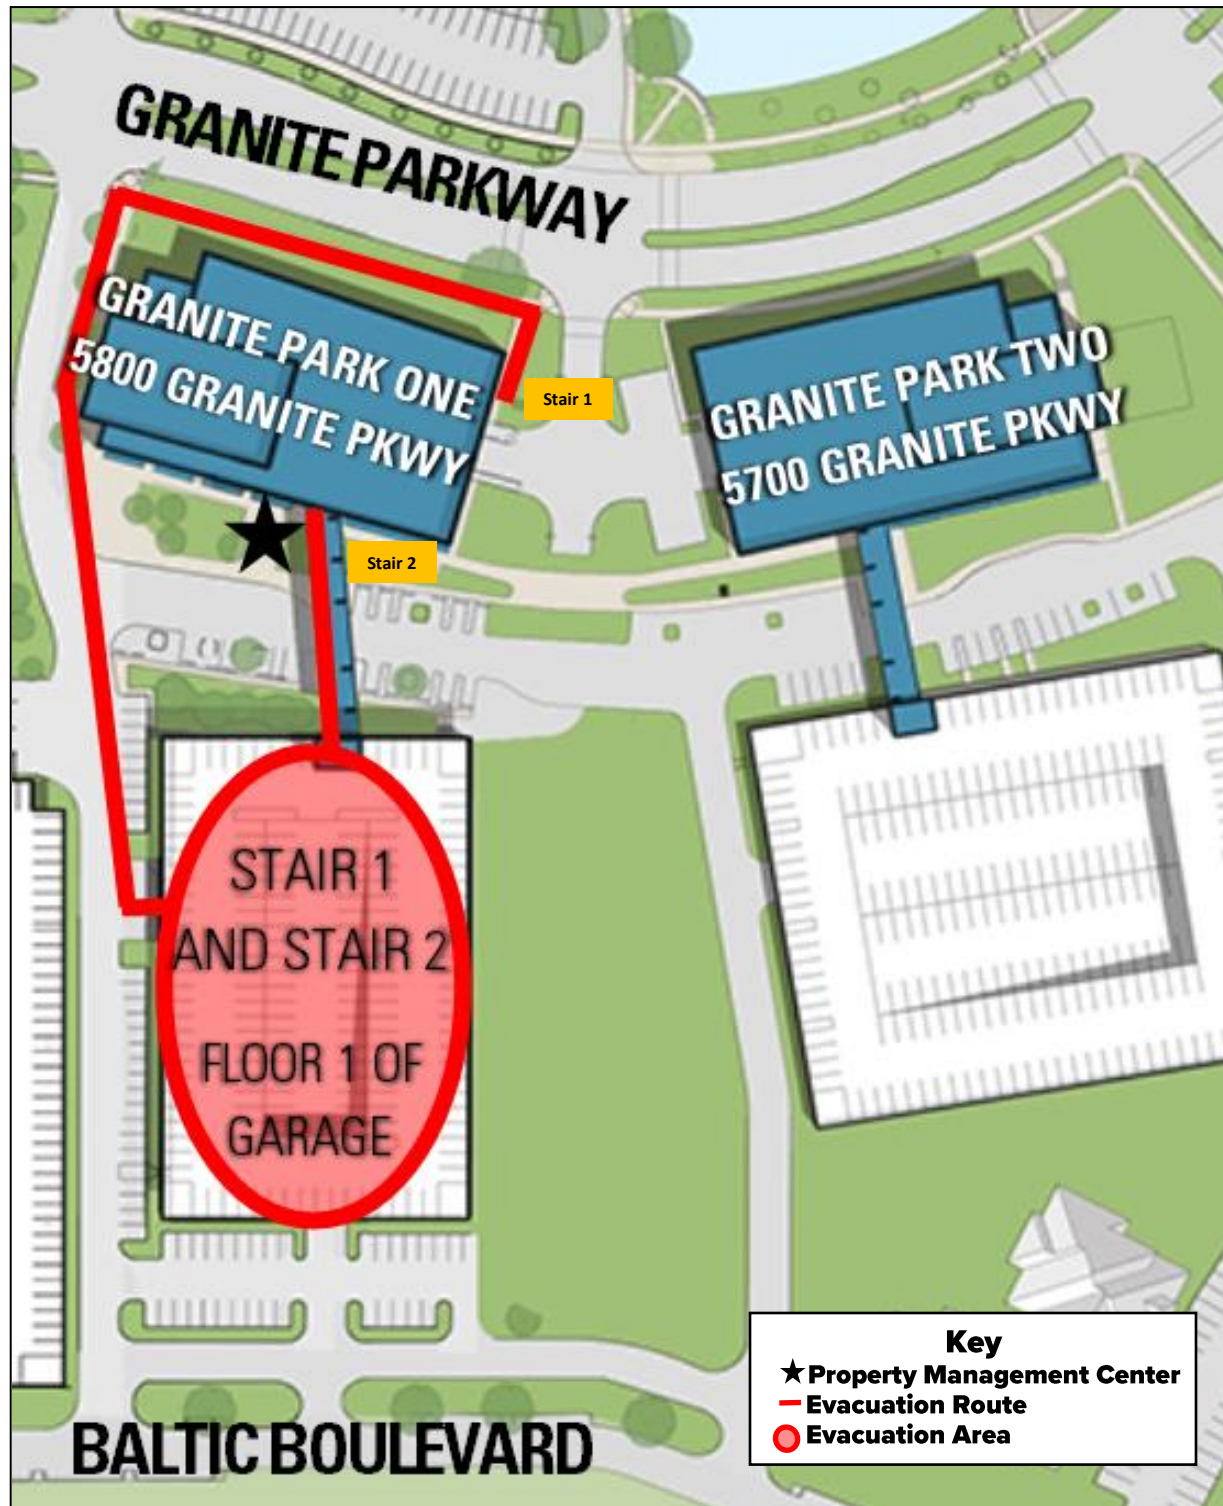 GRANITE PARKWAY
GRANITE PARK ONE
5800 GRANITE PKWY
Stair 1
GRANITE PARK TWO
5700 GRANITE PKWY
Stair 2
STAIR 1
AND STAIR 2
FLOOR 1 OF
GARAGE
Key
Property Management Center
Evacuation Route
Evacuation Area
BALTIC BOULEVARD